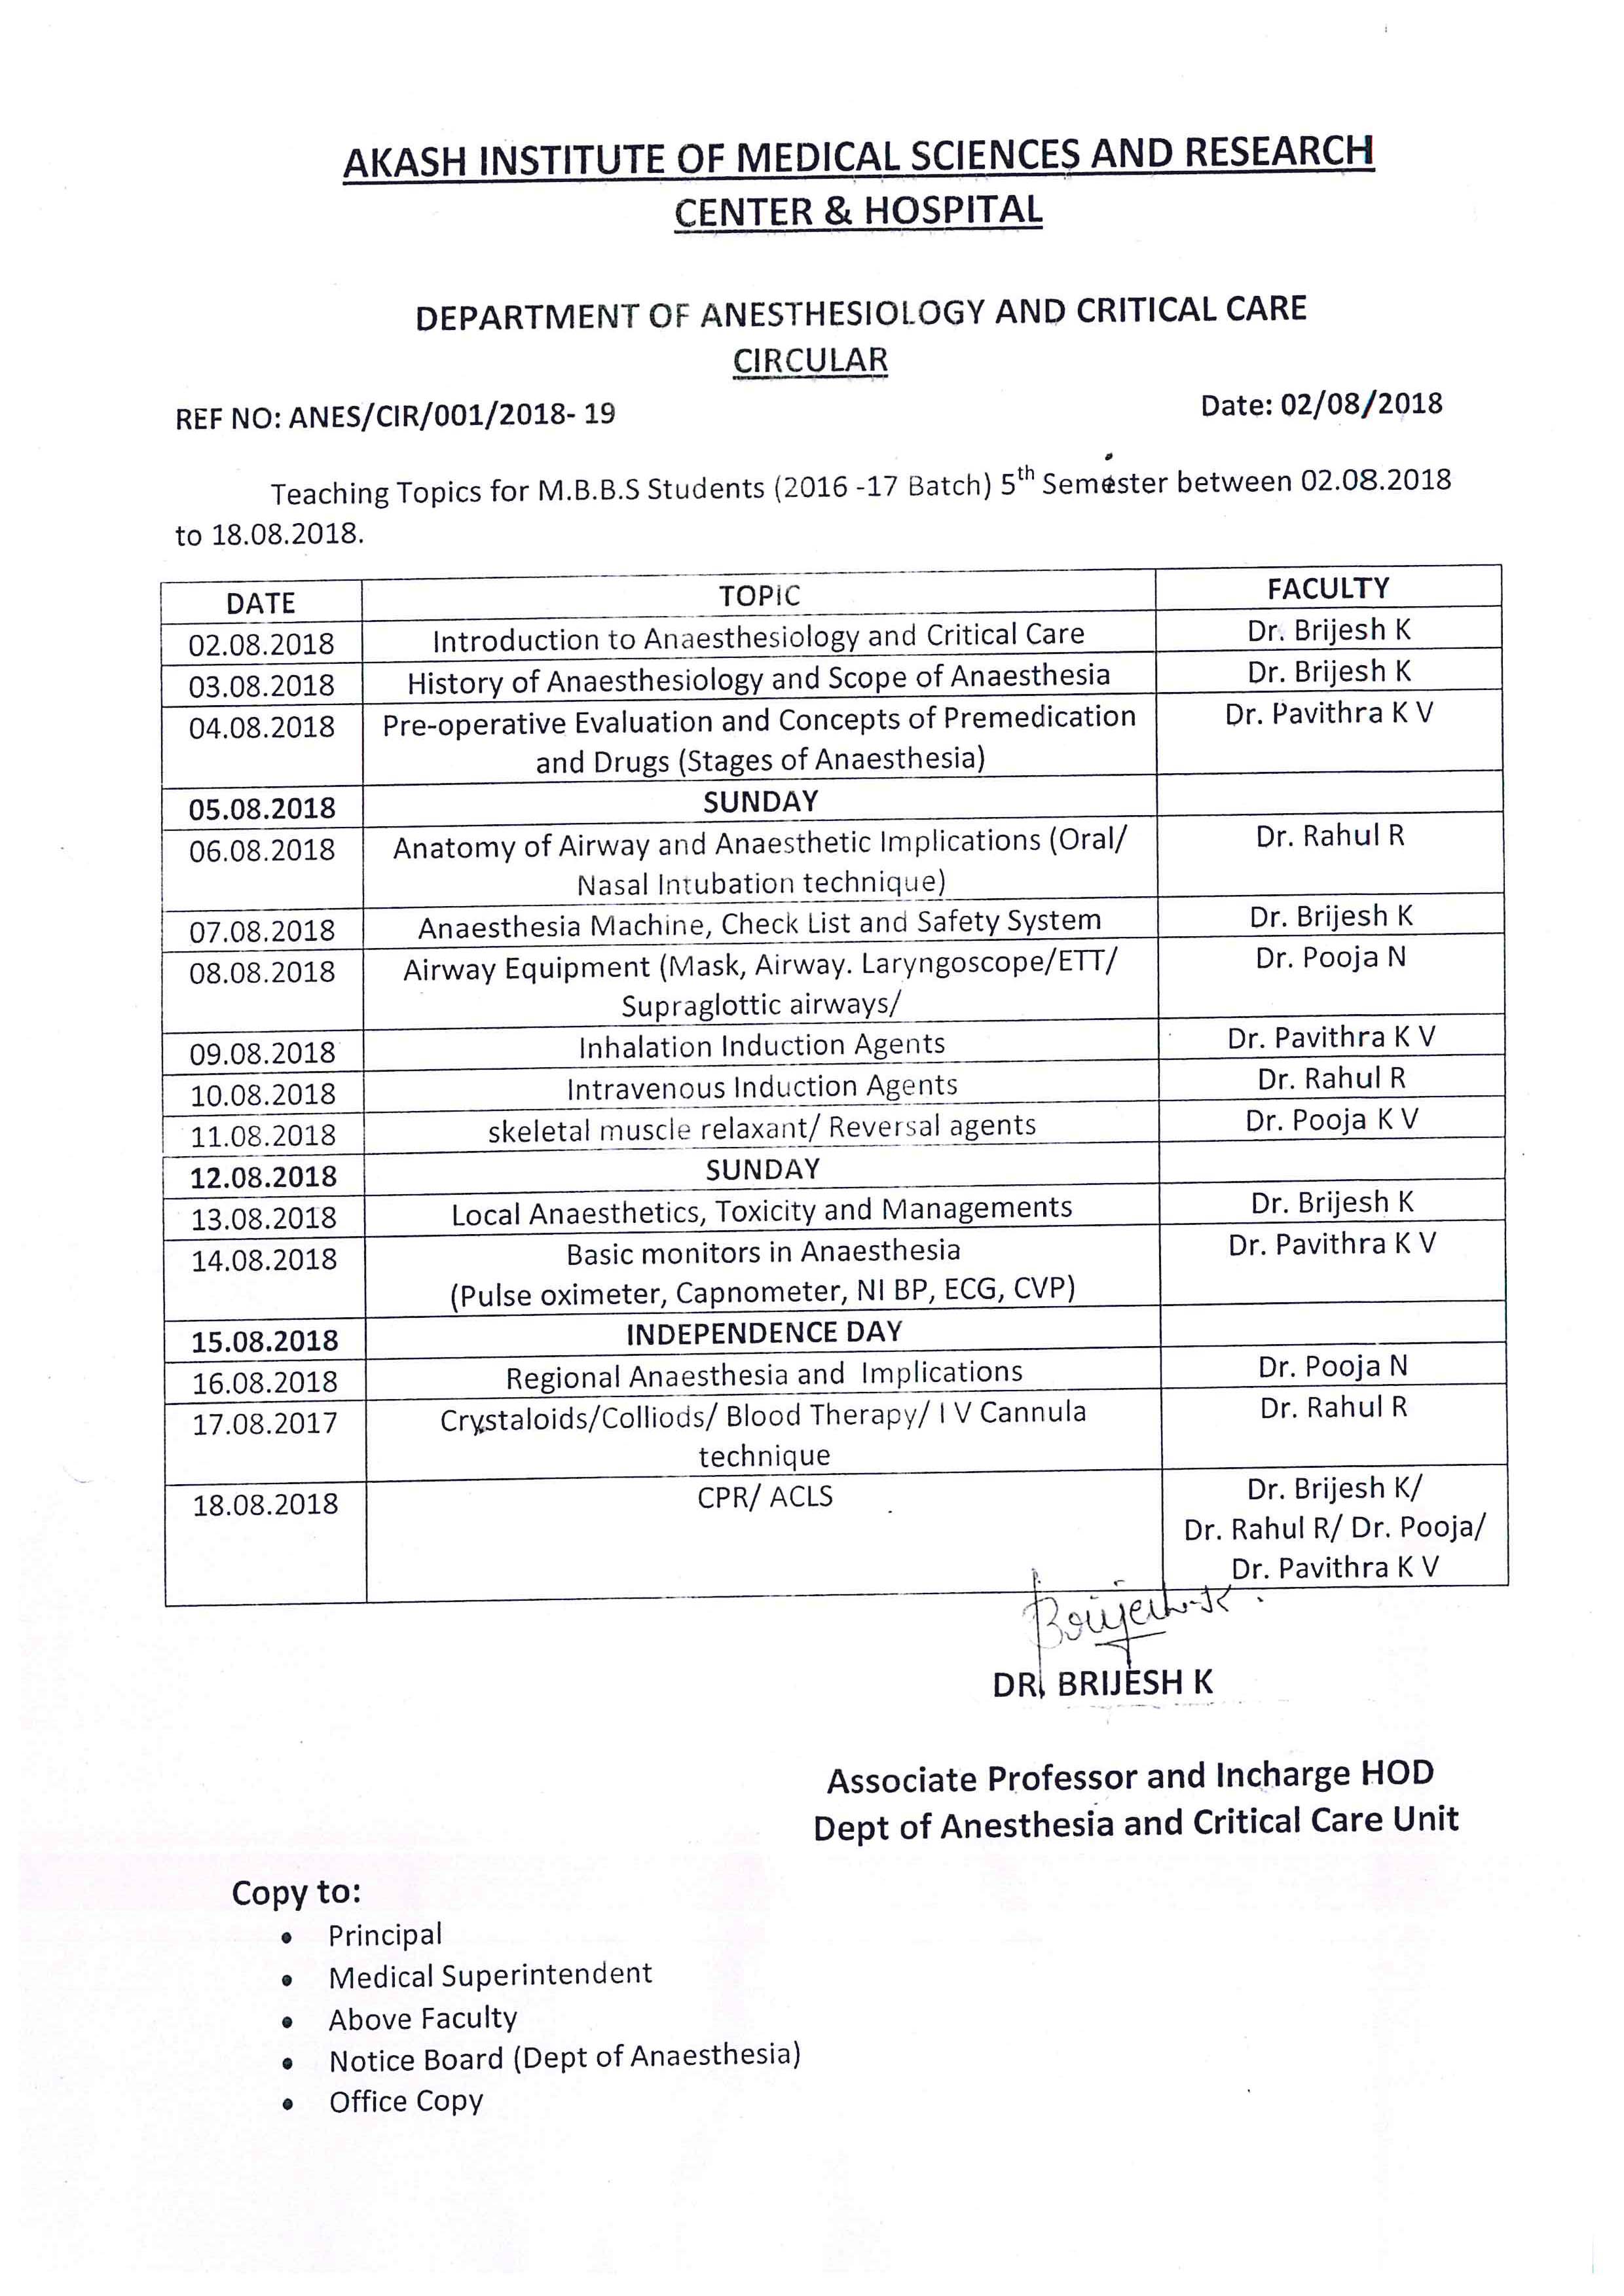 AKASH INSTITUTE OF MEDICAL SCIENCES AND RESEARCH
CENTER & HOSPITAL
DEPARTMENT OF ANESTHESIOLOGY AND CRITICAL CARE
CIRCULAR
REF NO: ANES/CIR/001/2018- 19 Date: 02/08/2018
Teaching Topics for M.B.B.S Students (2016 -17 Batch) 5th Semester between 02.08.2018
to 18.08.2018.
DATE TOPIC FACULTY
02.08.2018 Introduction to Anaesthesiology and Critical Care Dr. Brijesh K
03.08.2018 History of Anaesthesiology and Scope of Anaesthesia Dr. Brijesh K
04.08.2018 Pre-operative Evaluation and Concepts of Premedication Dr. Pavithra K V
and Drugs (Stages of Anaesthesia)
05.08.2018 SUNDAY
06.08.2018 Anatomy of Airway and Anaesthetic Implications (Oral/ Dr. Rahul R
Nasal Intubation technique)
07.08.2018 Anaesthesia Machine, Check List and Safety System Dr. Brijesh K
08.08.2018 Airway Equipment (Mask, Airway. Laryngoscope/ETT/ Dr. Pooja N
Supraglottic airways/
09.08.2018 Inhalation Induction Agents Dr. Pavithra K V
10.08.2018 Intravenous Induction Agents Dr. Rahul R
11.08.2018 skeletal muscle relaxant/ Reversal agents Dr. Pooja K V
12.08.2018 SUNDAY
13.08.2018 Local Anaesthetics, Toxicity and Managements Dr. Brijesh K
14.08.2018 Basic monitors in Anaesthesia Dr. Pavithra K V
(Pulse oximeter, Capnometer, NI BP, ECG, CVP)
15.08.2018 INDEPENDENCE DAY
16.08.2018 Regional Anaesthesia and Implications Dr. Pooja N
17.08.2017 Crystaloids/Colliods/ Blood Therapy/ I V Cannula Dr. Rahul R
technique
18.08.2018 CPR/ ACLS Dr. Brijesh K/
Dr. Rahul R/ Dr. Pooja/
Dr. Pavithra K V
Brijesh K
DR. BRIJESH K
Associate Professor and Incharge HOD
Dept of Anesthesia and Critical Care Unit
Copy to:
• Principal
• Medical Superintendent
• Above Faculty
• Notice Board (Dept of Anaesthesia)
• Office Copy